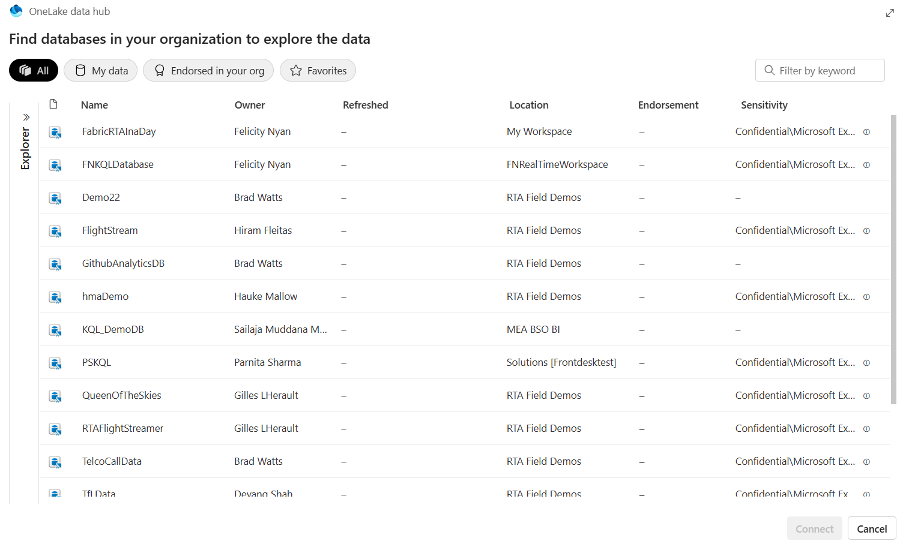 OneLake data hub
Find databases in your organization to explore the data
All My data Endorsed in your org Favorites Filter by keyword
Explorer
Name Owner Refreshed Location Endorsement Sensitivity
FabricRTAInaDay Felicity Nyan – My Workspace – Confidential\Microsoft Ex...
FNKQLDatabase Felicity Nyan – FNRealTimeWorkspace – Confidential\Microsoft Ex...
Demo22 Brad Watts – RTA Field Demos – –
FlightStream Hiram Fleitas – RTA Field Demos – Confidential\Microsoft Ex...
GithubAnalyticsDB Brad Watts – RTA Field Demos – –
hmaDemo Hauke Mallow – RTA Field Demos – Confidential\Microsoft Ex...
KQL_DemoDB Sailaja Muddana M... – MEA BSO BI – –
PSKQL Parnita Sharma – Solutions [Frontdesktest] – Confidential\Microsoft Ex...
QueenOfTheSkies Gilles LHerault – RTA Field Demos – Confidential\Microsoft Ex...
RTAFlightStreamer Gilles LHerault – RTA Field Demos – Confidential\Microsoft Ex...
TelcoCallData Brad Watts – RTA Field Demos – Confidential\Microsoft Ex...
TfLData Devang Shah – RTA Field Demos – Confidential\Microsoft Ex...
Connect Cancel